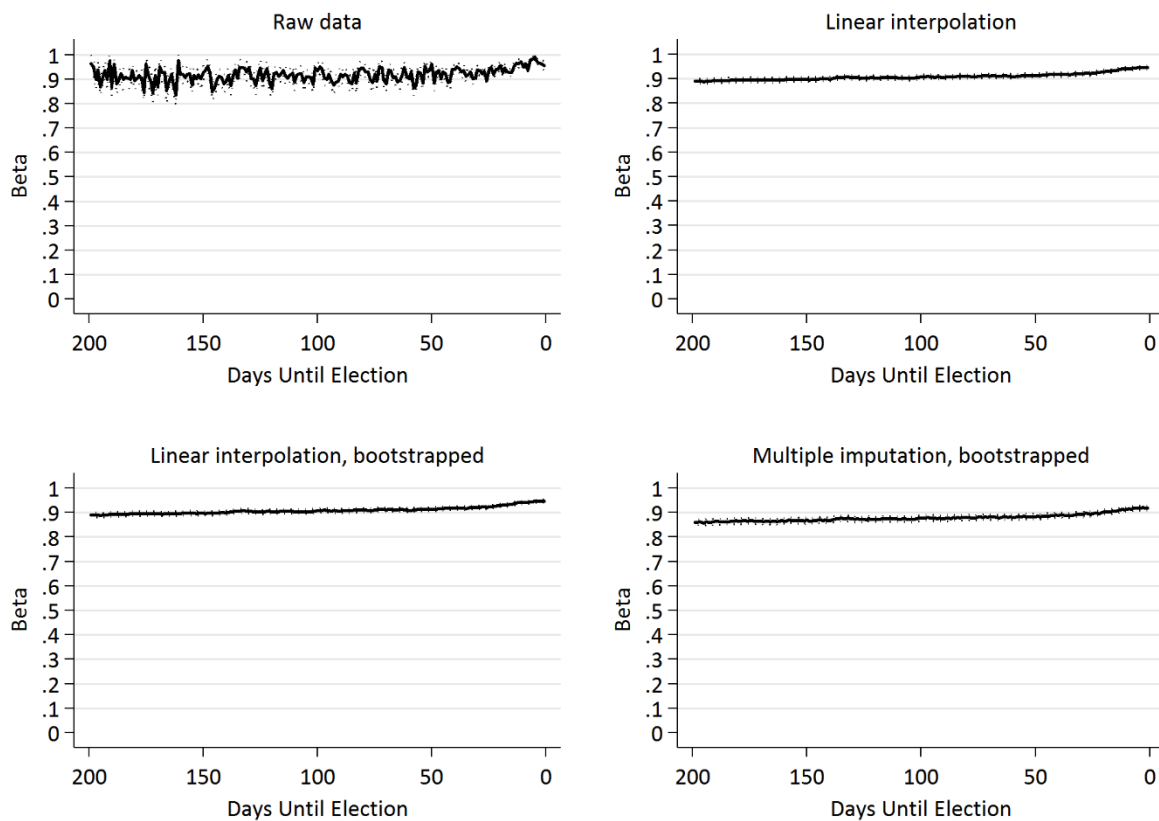 Raw data
1
.9
.8
.7
.6
.5
.4
.3
.2
.1
0
Beta
200 150 100 50 0
Days Until Election
Linear interpolation
1
.9
.8
.7
.6
.5
.4
.3
.2
.1
0
Beta
200 150 100 50 0
Days Until Election
Linear interpolation, bootstrapped
1
.9
.8
.7
.6
.5
.4
.3
.2
.1
0
Beta
200 150 100 50 0
Days Until Election
Multiple imputation, bootstrapped
1
.9
.8
.7
.6
.5
.4
.3
.2
.1
0
Beta
200 150 100 50 0
Days Until Election